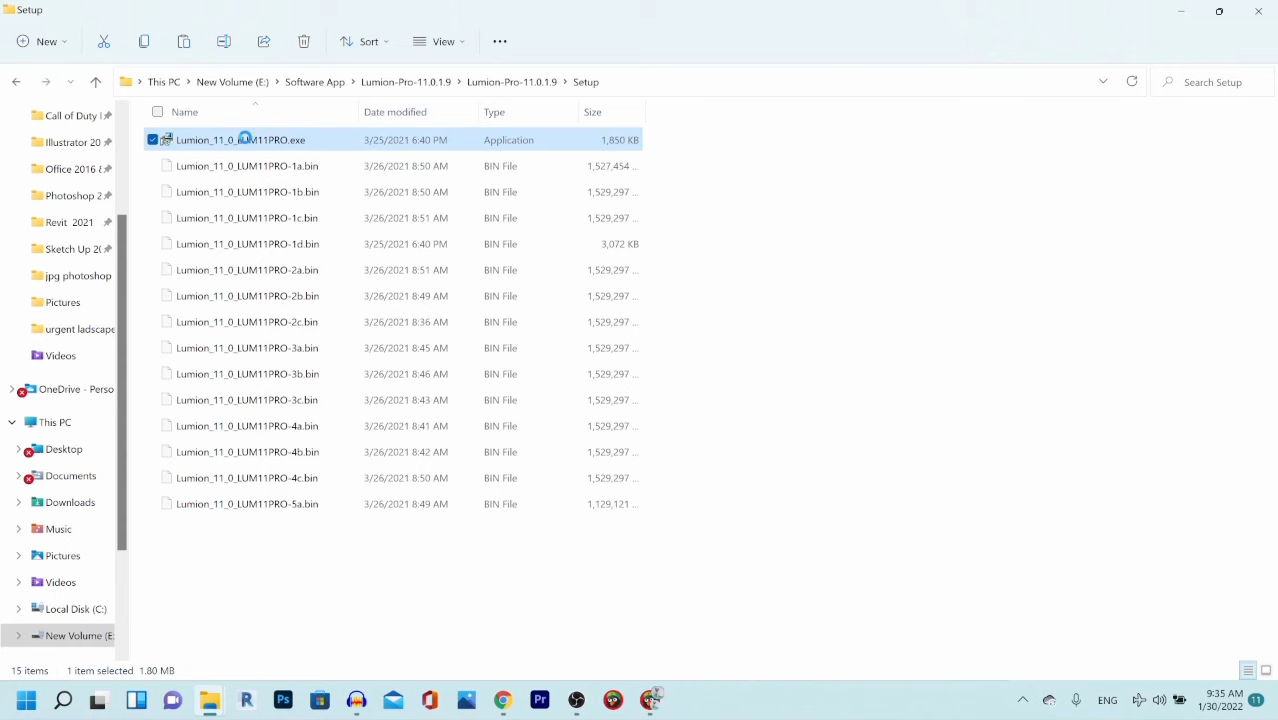 Setup
New Sort View
This PC New Volume (E:) Software App Lumion-Pro-11.0.1.9 Lumion-Pro-11.0.1.9 Setup Search Setup
Name Date modified Type Size
Call of Duty
Lumion_11_0_LUM11PRO.exe 3/25/2021 6:40 PM Application 1,850 KB
Illustrator 20
Lumion_11_0_LUM11PRO-1a.bin 3/26/2021 8:50 AM BIN File 1,527,454 ...
Office 2016 &
Lumion_11_0_LUM11PRO-1b.bin 3/26/2021 8:50 AM BIN File 1,529,297 ...
Photoshop 2
Lumion_11_0_LUM11PRO-1c.bin 3/26/2021 8:51 AM BIN File 1,529,297 ...
Revit 2021
Lumion_11_0_LUM11PRO-1d.bin 3/25/2021 6:40 PM BIN File 3,072 KB
Sketch Up 20
Lumion_11_0_LUM11PRO-2a.bin 3/26/2021 8:51 AM BIN File 1,529,297 ...
jpg photoshop
Lumion_11_0_LUM11PRO-2b.bin 3/26/2021 8:49 AM BIN File 1,529,297 ...
Pictures
Lumion_11_0_LUM11PRO-2c.bin 3/26/2021 8:36 AM BIN File 1,529,297 ...
urgent ladscape
Lumion_11_0_LUM11PRO-3a.bin 3/26/2021 8:45 AM BIN File 1,529,297 ...
Videos
Lumion_11_0_LUM11PRO-3b.bin 3/26/2021 8:46 AM BIN File 1,529,297 ...
OneDrive - Perso
Lumion_11_0_LUM11PRO-3c.bin 3/26/2021 8:43 AM BIN File 1,529,297 ...
This PC
Lumion_11_0_LUM11PRO-4a.bin 3/26/2021 8:41 AM BIN File 1,529,297 ...
Desktop
Lumion_11_0_LUM11PRO-4b.bin 3/26/2021 8:42 AM BIN File 1,529,297 ...
Documents
Lumion_11_0_LUM11PRO-4c.bin 3/26/2021 8:50 AM BIN File 1,529,297 ...
Downloads
Lumion_11_0_LUM11PRO-5a.bin 3/26/2021 8:49 AM BIN File 1,129,121 ...
Music
Pictures
Videos
Local Disk (C:)
New Volume (E:
15 items 1 item selected 1.80 MB
R Ps Pr ENG 9:35 AM
1/30/2022 11